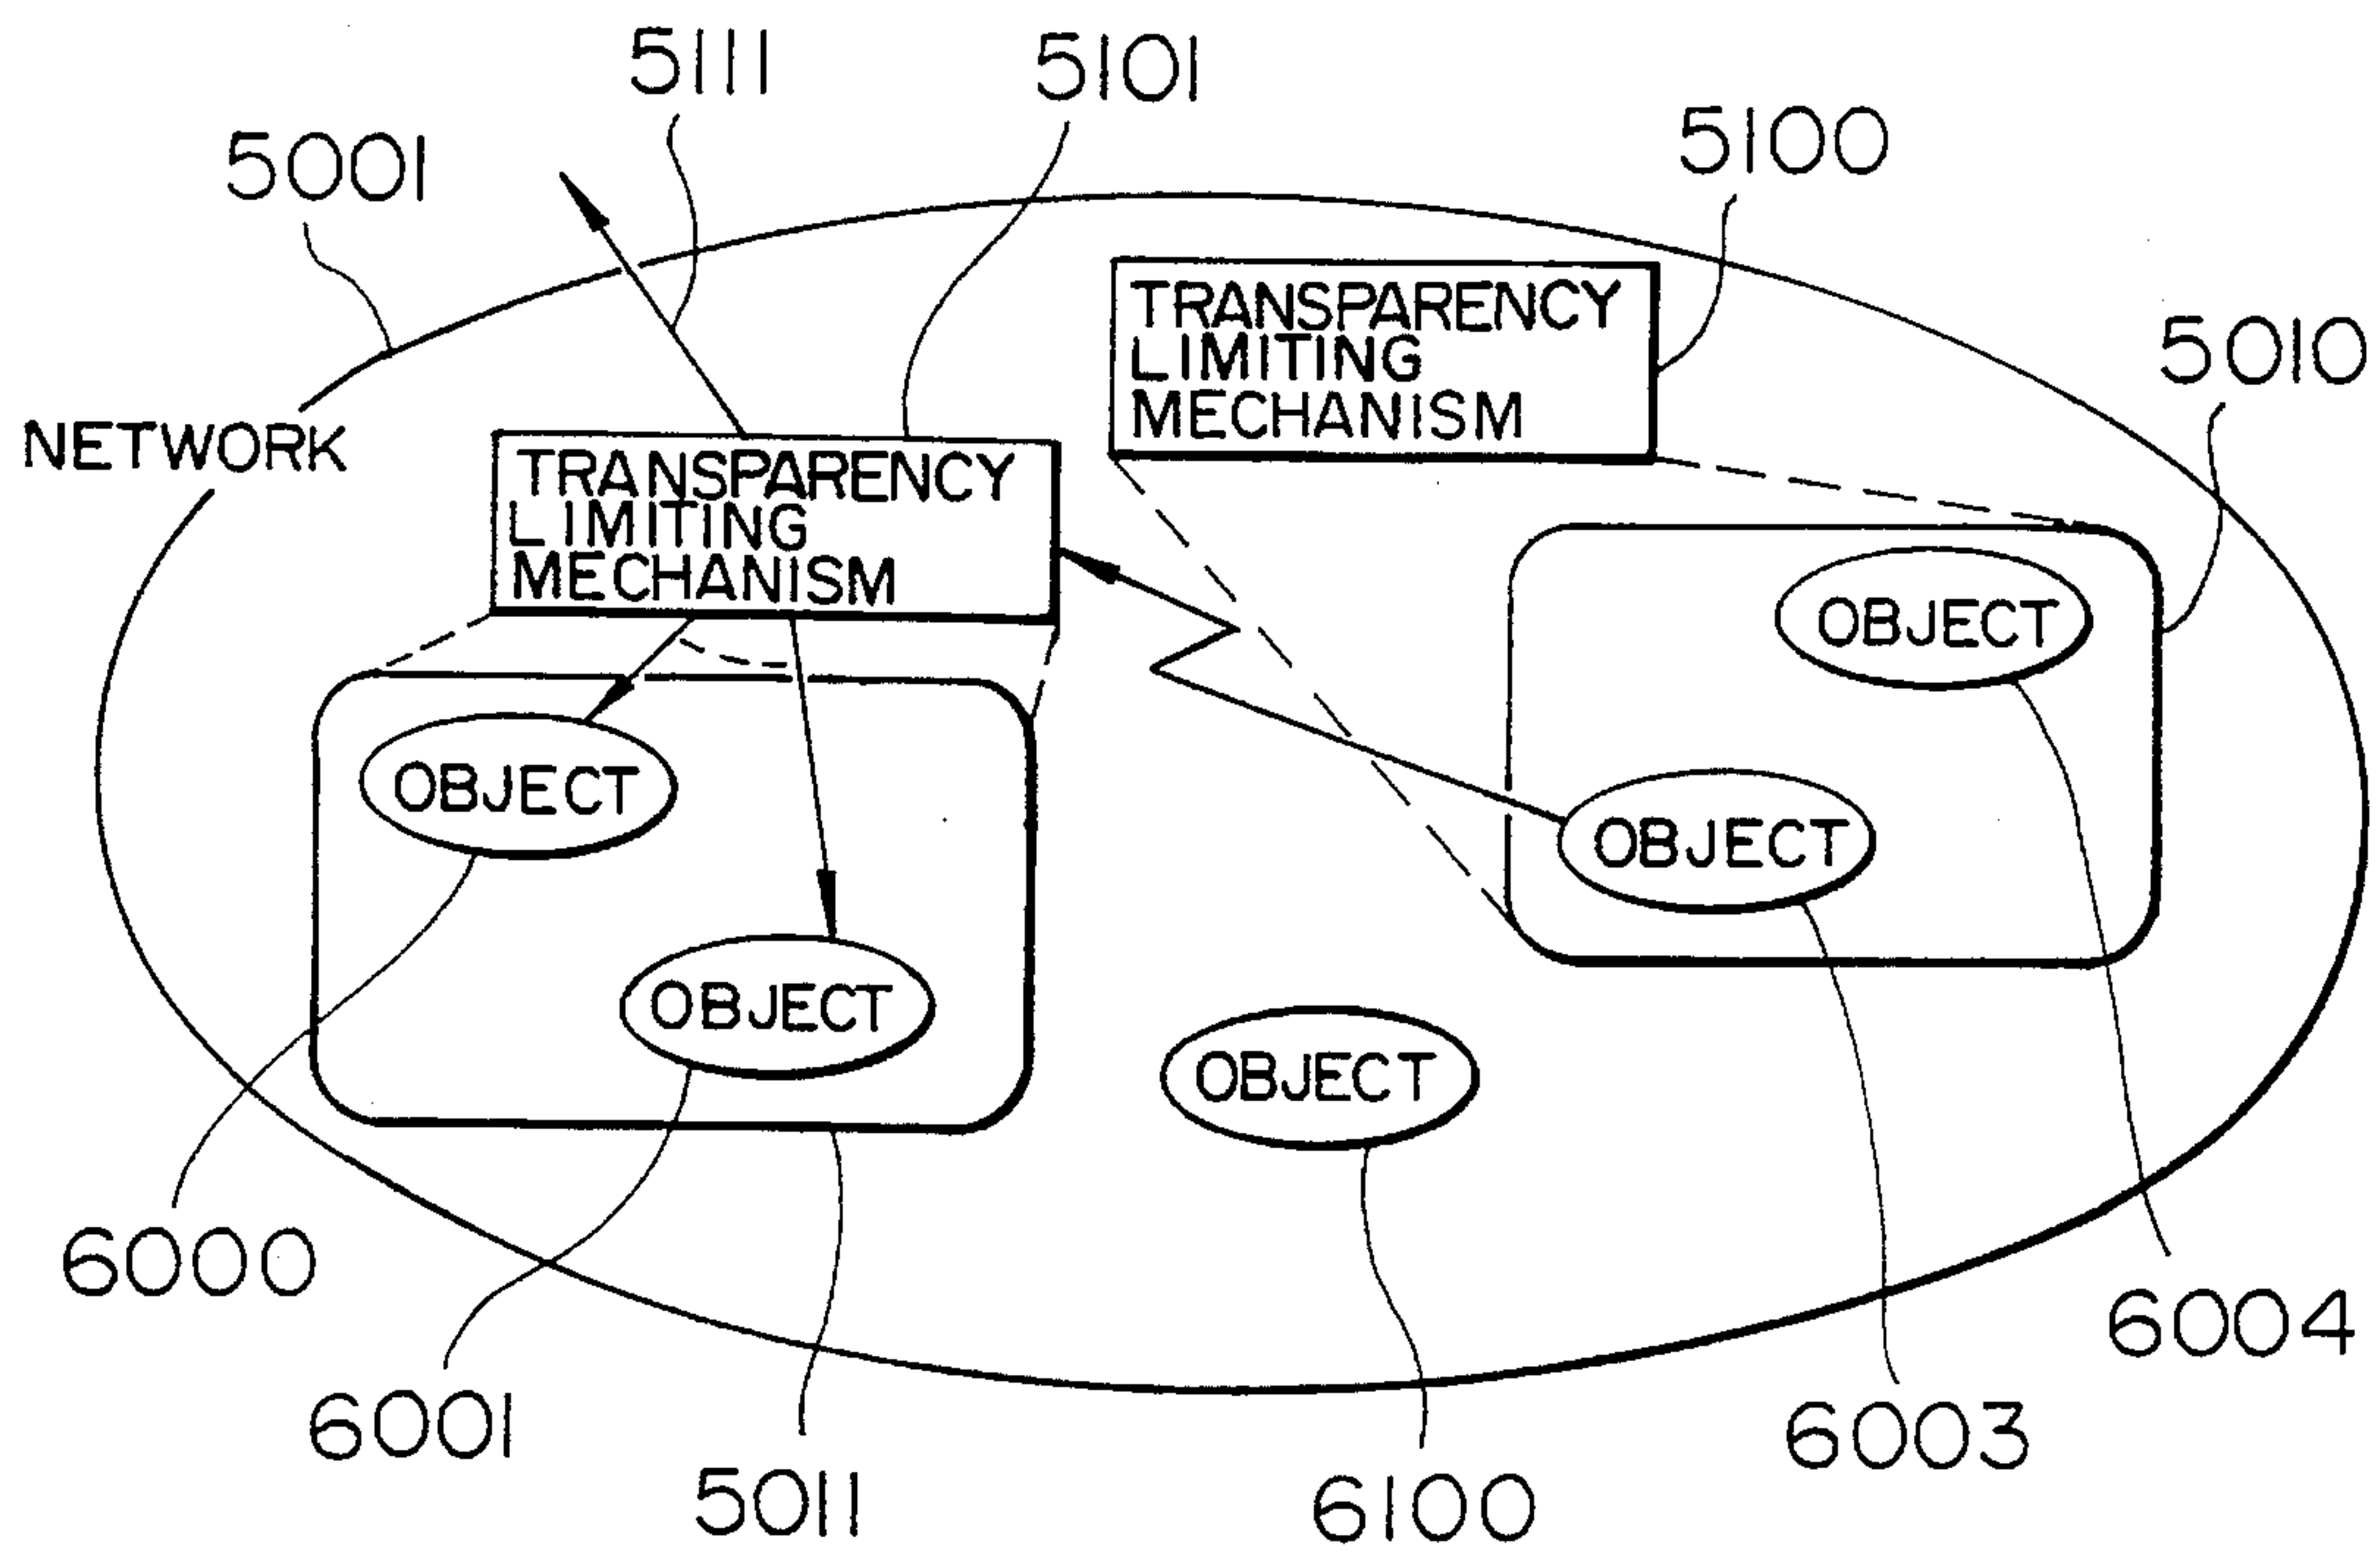 5111
5101
5100
5001
5010
NETWORK
TRANSPARENCY
LIMITING
MECHANISM
TRANSPARENCY
LIMITING
MECHANISM
OBJECT
OBJECT
OBJECT
OBJECT
OBJECT
6000
6001
5011
6100
6003
6004